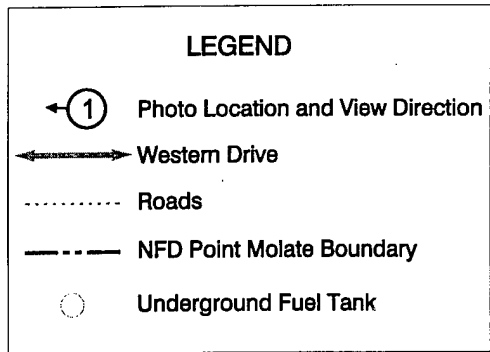 LEGEND
1 Photo Location and View Direction
Western Drive
Roads
NFD Point Molate Boundary
Underground Fuel Tank